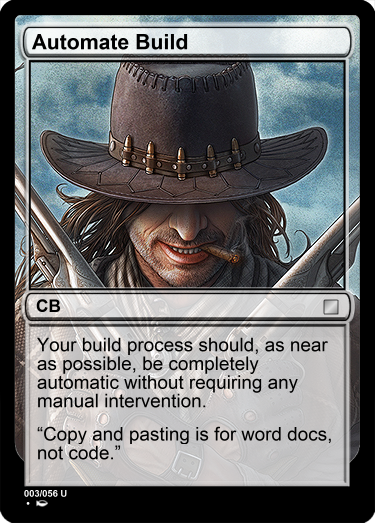 Automate Build
CB
Your build process should, as near
as possible, be completely
automatic without requiring any
manual intervention.
“Copy and pasting is for word docs,
not code.”
003/056 U